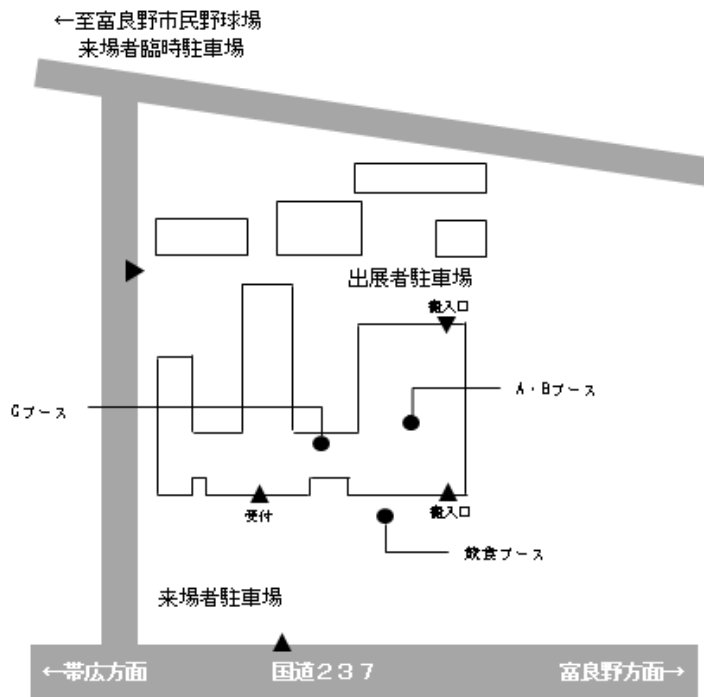 ←至富良野市民野球場
来場者臨時駐車場
出展者駐車場
搬入口
A・Bブース
Cブース
受付
搬入口
飲食ブース
来場者駐車場
←帯広方面
国道237
富良野方面→